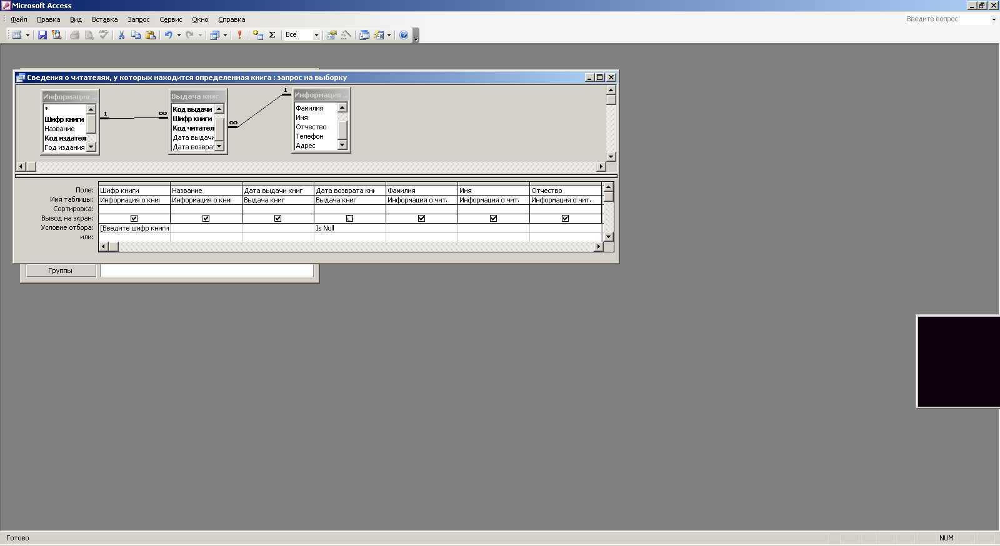 Microsoft Access
Файл Правка Вид Вставка Запрос Сервис Окно Справка Введите вопрос
Все
Сведения о читателях, у которых находится определенная книга : запрос на выборку
Информация ...
*
Шифр книги
Название
Код издател
Год издания
1
∞
Выдача книг
Код выдачи
Шифр книги
Код читател
Дата выдачи
Дата возвра
∞
1
Информация ...
Фамилия
Имя
Отчество
Телефон
Адрес
Поле: Шифр книги Название Дата выдачи книг Дата возврата кни Фамилия Имя Отчество
Имя таблицы: Информация о кни Информация о кни Выдача книг Выдача книг Информация о чит. Информация о чит. Информация о чит.
Сортировка:
Вывод на экран:
Условие отбора: [Введите шифр книги Is Null
или:
Группы
Готово NUM